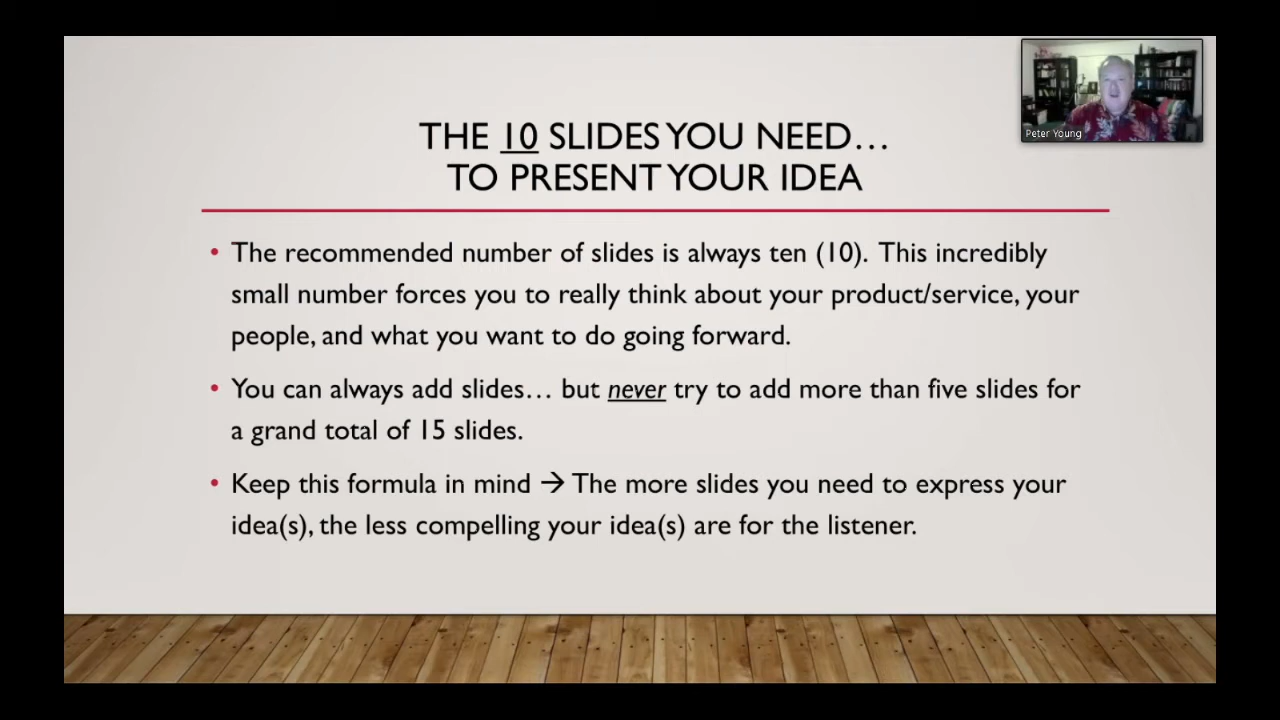 THE 10 SLIDES YOU NEED...
TO PRESENT YOUR IDEA
Peter Young
• The recommended number of slides is always ten (10). This incredibly
small number forces you to really think about your product/service, your
people, and what you want to do going forward.
• You can always add slides... but never try to add more than five slides for
a grand total of 15 slides.
• Keep this formula in mind → The more slides you need to express your
idea(s), the less compelling your idea(s) are for the listener.